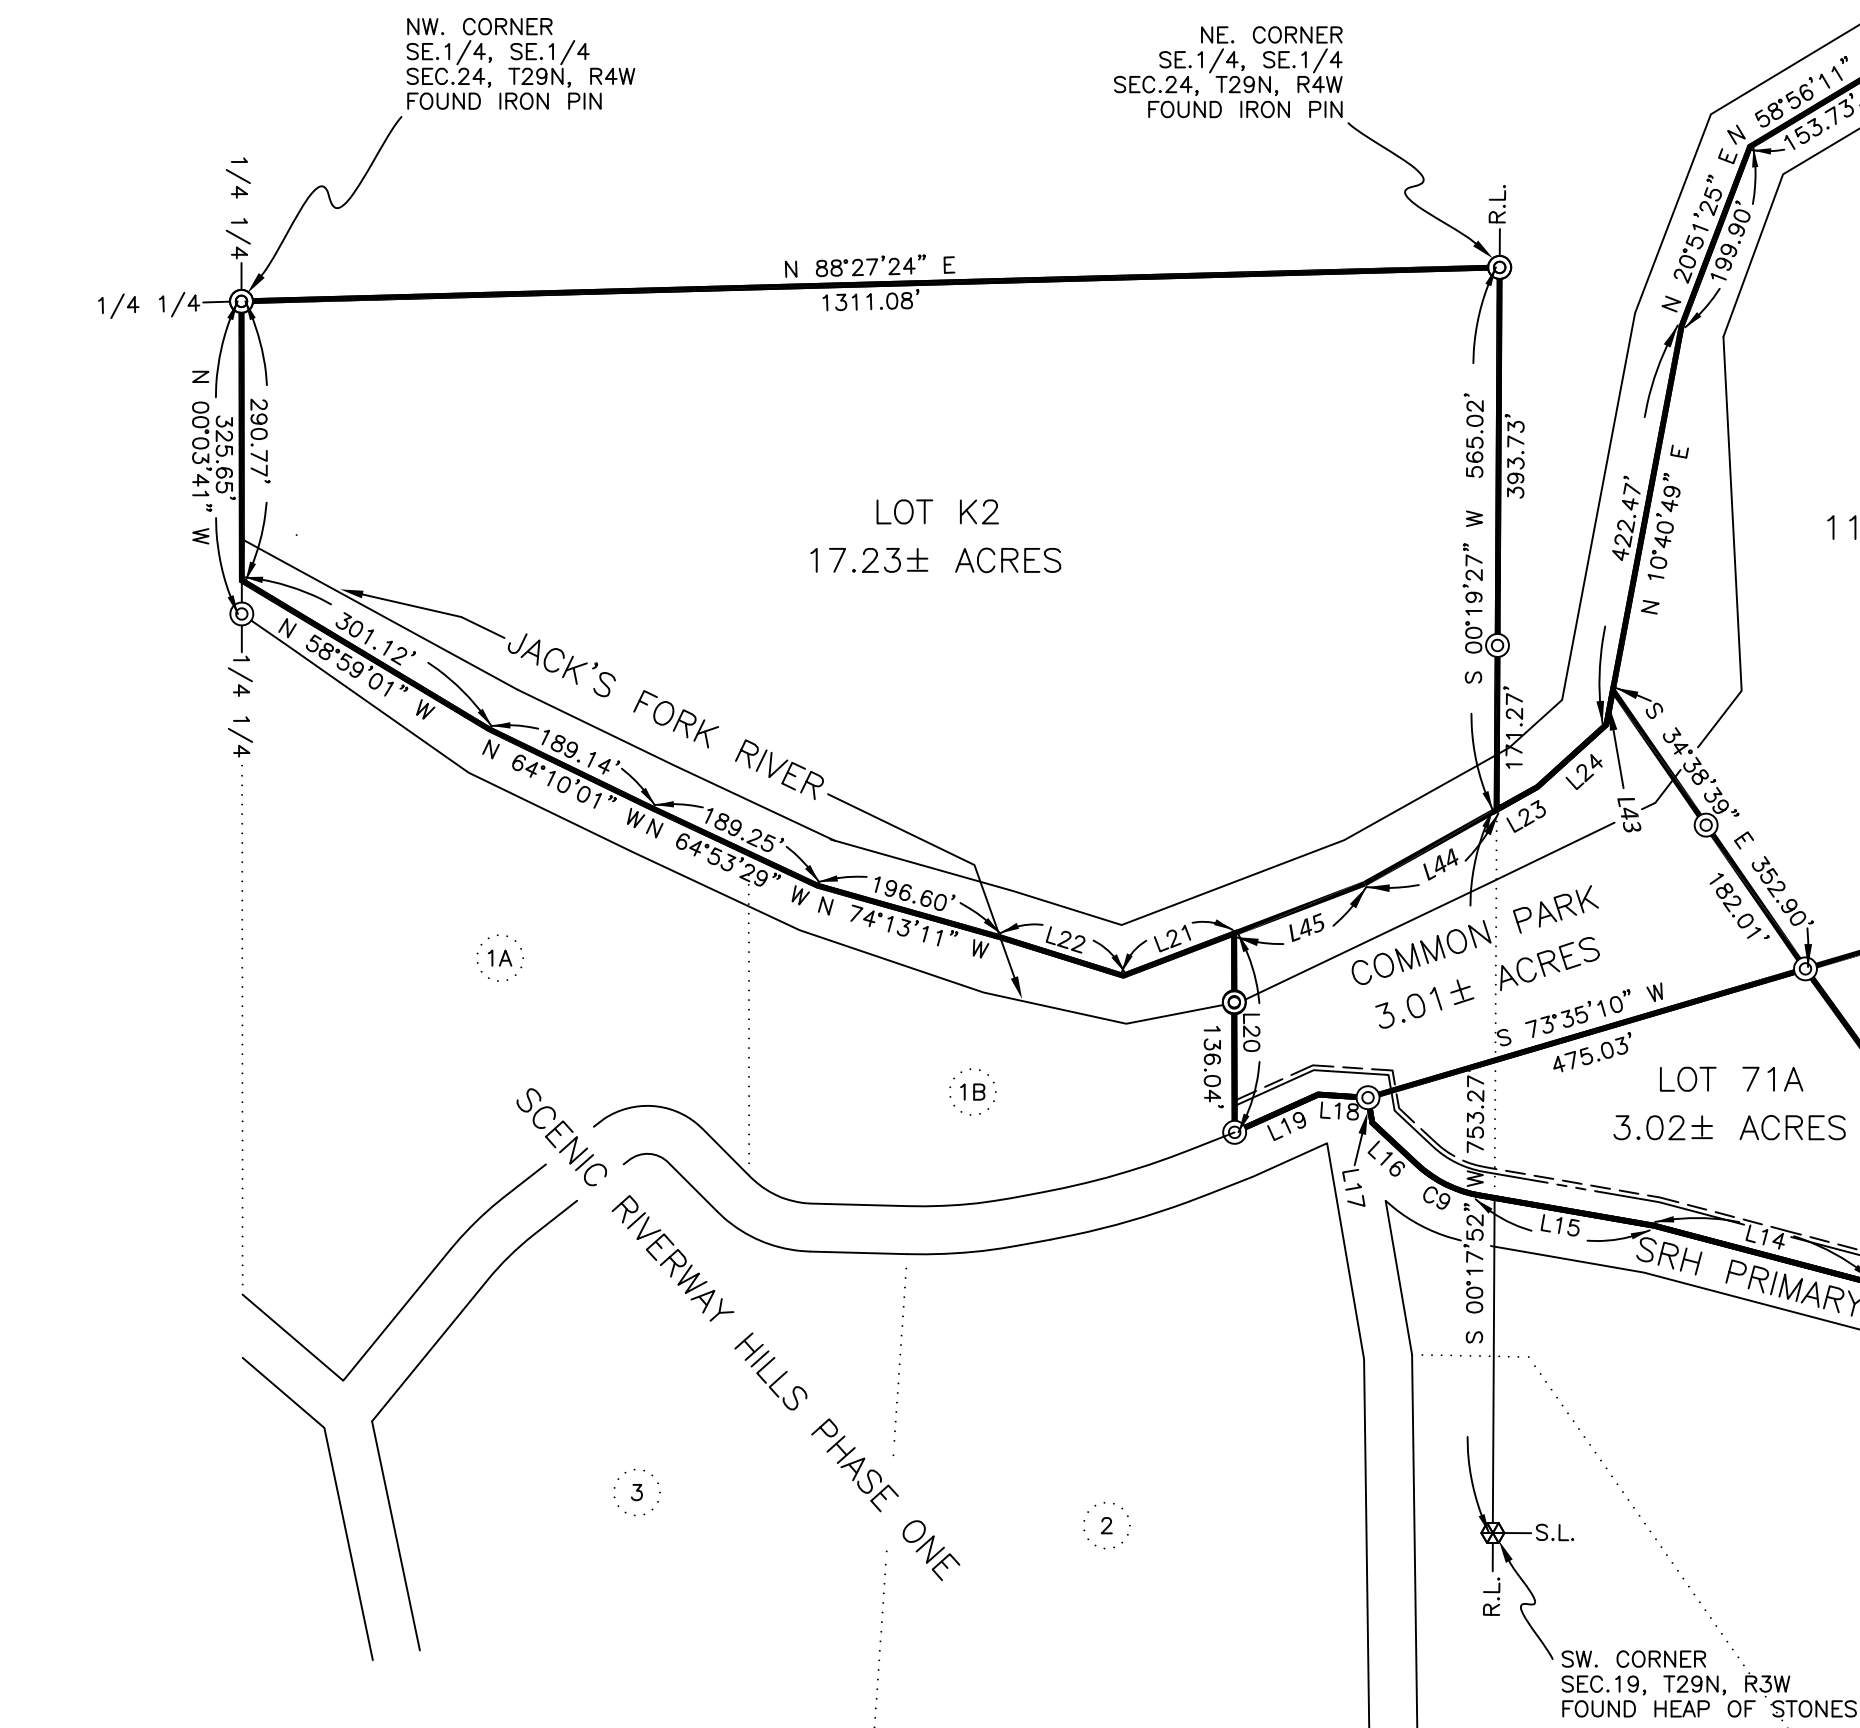 NW. CORNER
SE.1/4, SE.1/4
SEC.24, T29N, R4W
FOUND IRON PIN
NE. CORNER
SE.1/4, SE.1/4
SEC.24, T29N, R4W
FOUND IRON PIN
N 58°56'11"
153.73'
1/4 1/4
R.L.
N 20°51'25" E
199.90'
1/4 1/4
N 88°27'24" E
1311.08'
N 00°03'41" W
325.65'
290.77'
S 00°19'27" W 565.02'
393.73'
422.47'
N 10°40'49" E
LOT K2
17.23± ACRES
11
301.12'
N 58°59'01" W
JACK'S FORK RIVER
1/4 1/4
189.14'
N 64°10'01" W
189.25'
N 64°53'29" W
196.60'
N 74°13'11" W
L22
L21
L45
L44
171.27'
L23
L24
L43
S 34°38'39" E 352.90'
182.01'
COMMON PARK
3.01± ACRES
1A
1B
136.04'
L20
S 73°35'10" W
475.03'
LOT 71A
3.02± ACRES
L19
L18
L17
L16
C9
L15
L14
S 00°17'52" W 753.27'
SRH PRIMARY
SCENIC RIVERWAY HILLS PHASE ONE
3
2
S.L.
R.L.
SW. CORNER
SEC.19, T29N, R3W
FOUND HEAP OF STONES